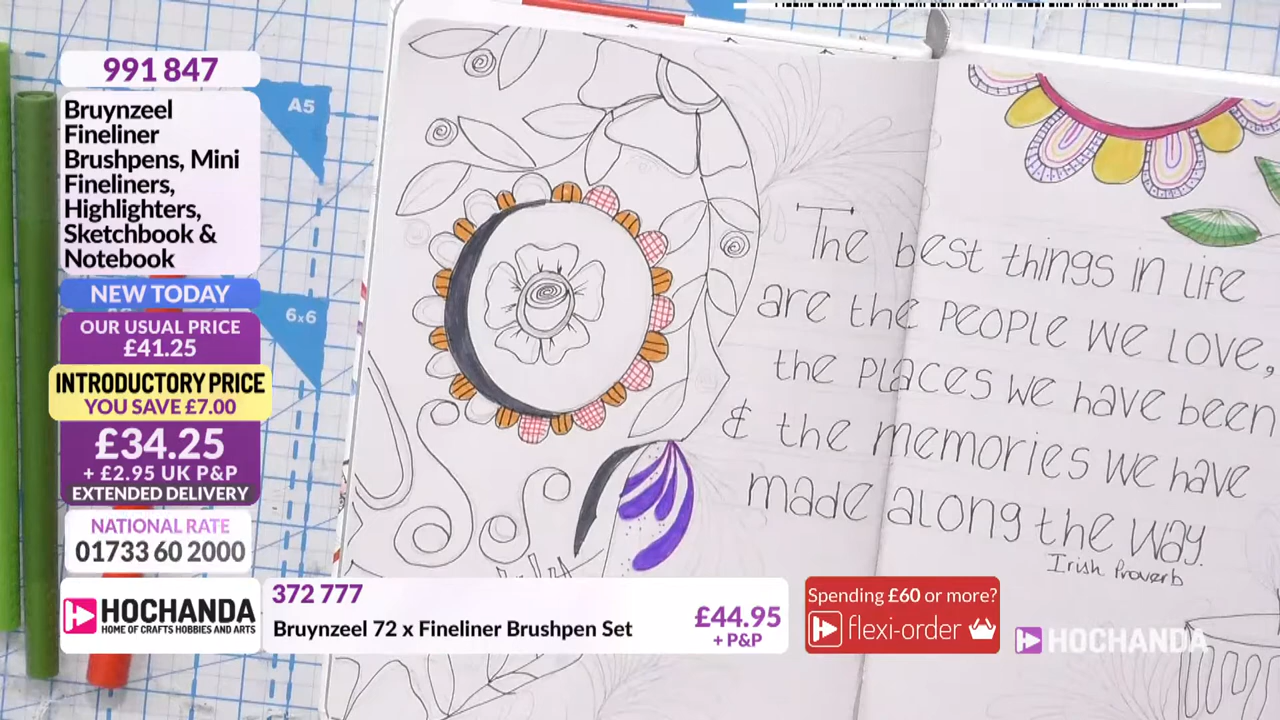 991 847
Bruynzeel
Fineliner
Brushpens, Mini
Fineliners,
Highlighters,
Sketchbook &
Notebook
NEW TODAY
OUR USUAL PRICE
£41.25
INTRODUCTORY PRICE
YOU SAVE £7.00
£34.25
+ £2.95 UK P&P
EXTENDED DELIVERY
NATIONAL RATE
01733 60 2000
A5
6x6
The best things in life
are the PEOPLE we LOVE,
the PLaces we have been
& the memories we have
made along the way.
Irish Proverb
HOCHANDA
HOME OF CRAFTS HOBBIES AND ARTS
372 777
Bruynzeel 72 x Fineliner Brushpen Set
£44.95
+ P&P
Spending £60 or more?
flexi-order
HOCHANDA